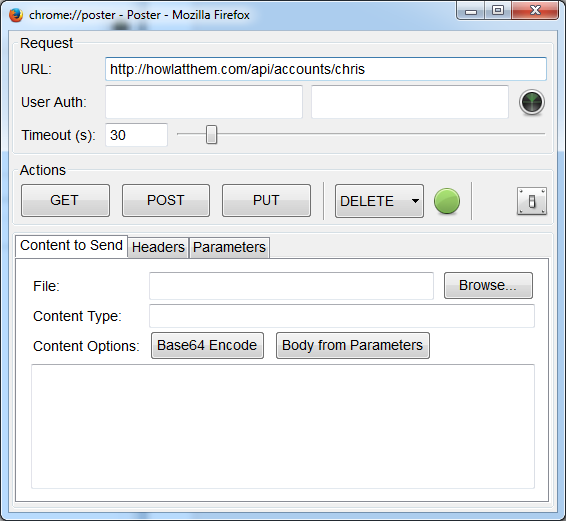 chrome://poster - Poster - Mozilla Firefox
Request
URL: http://howlatthem.com/api/accounts/chris
User Auth:
Timeout (s): 30
Actions
GET POST PUT DELETE
Content to Send Headers Parameters
File: Browse...
Content Type:
Content Options: Base64 Encode Body from Parameters